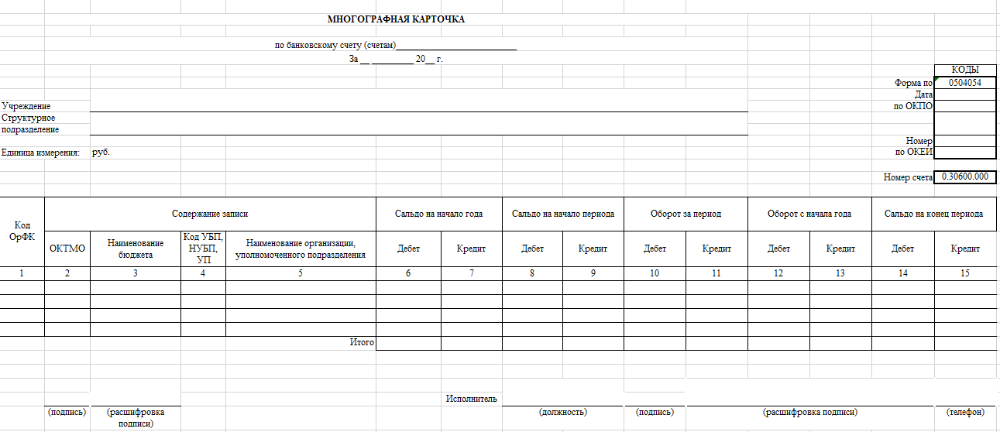 МНОГОГРАФНАЯ КАРТОЧКА
по банковскому счету (счетам)__________________________
За __ _________ 20__ г.
КОДЫ
Форма по 0504054
Дата
Учреждение по ОКПО
Структурное
подразделение
Номер
Единица измерения: руб. по ОКЕИ
Номер счета 0.30600.000
Код ОрФК Содержание записи Сальдо на начало года Сальдо на начало периода Оборот за период Оборот с начала года Сальдо на конец периода
ОКТМО Наименование бюджета Код УБП, НУБП, УП Наименование организации, уполномоченного подразделения Дебет Кредит Дебет Кредит Дебет Кредит Дебет Кредит Дебет Кредит
1 2 3 4 5 6 7 8 9 10 11 12 13 14 15
Итого
Исполнитель
(подпись) (расшифровка подписи) (должность) (подпись) (расшифровка подписи) (телефон)